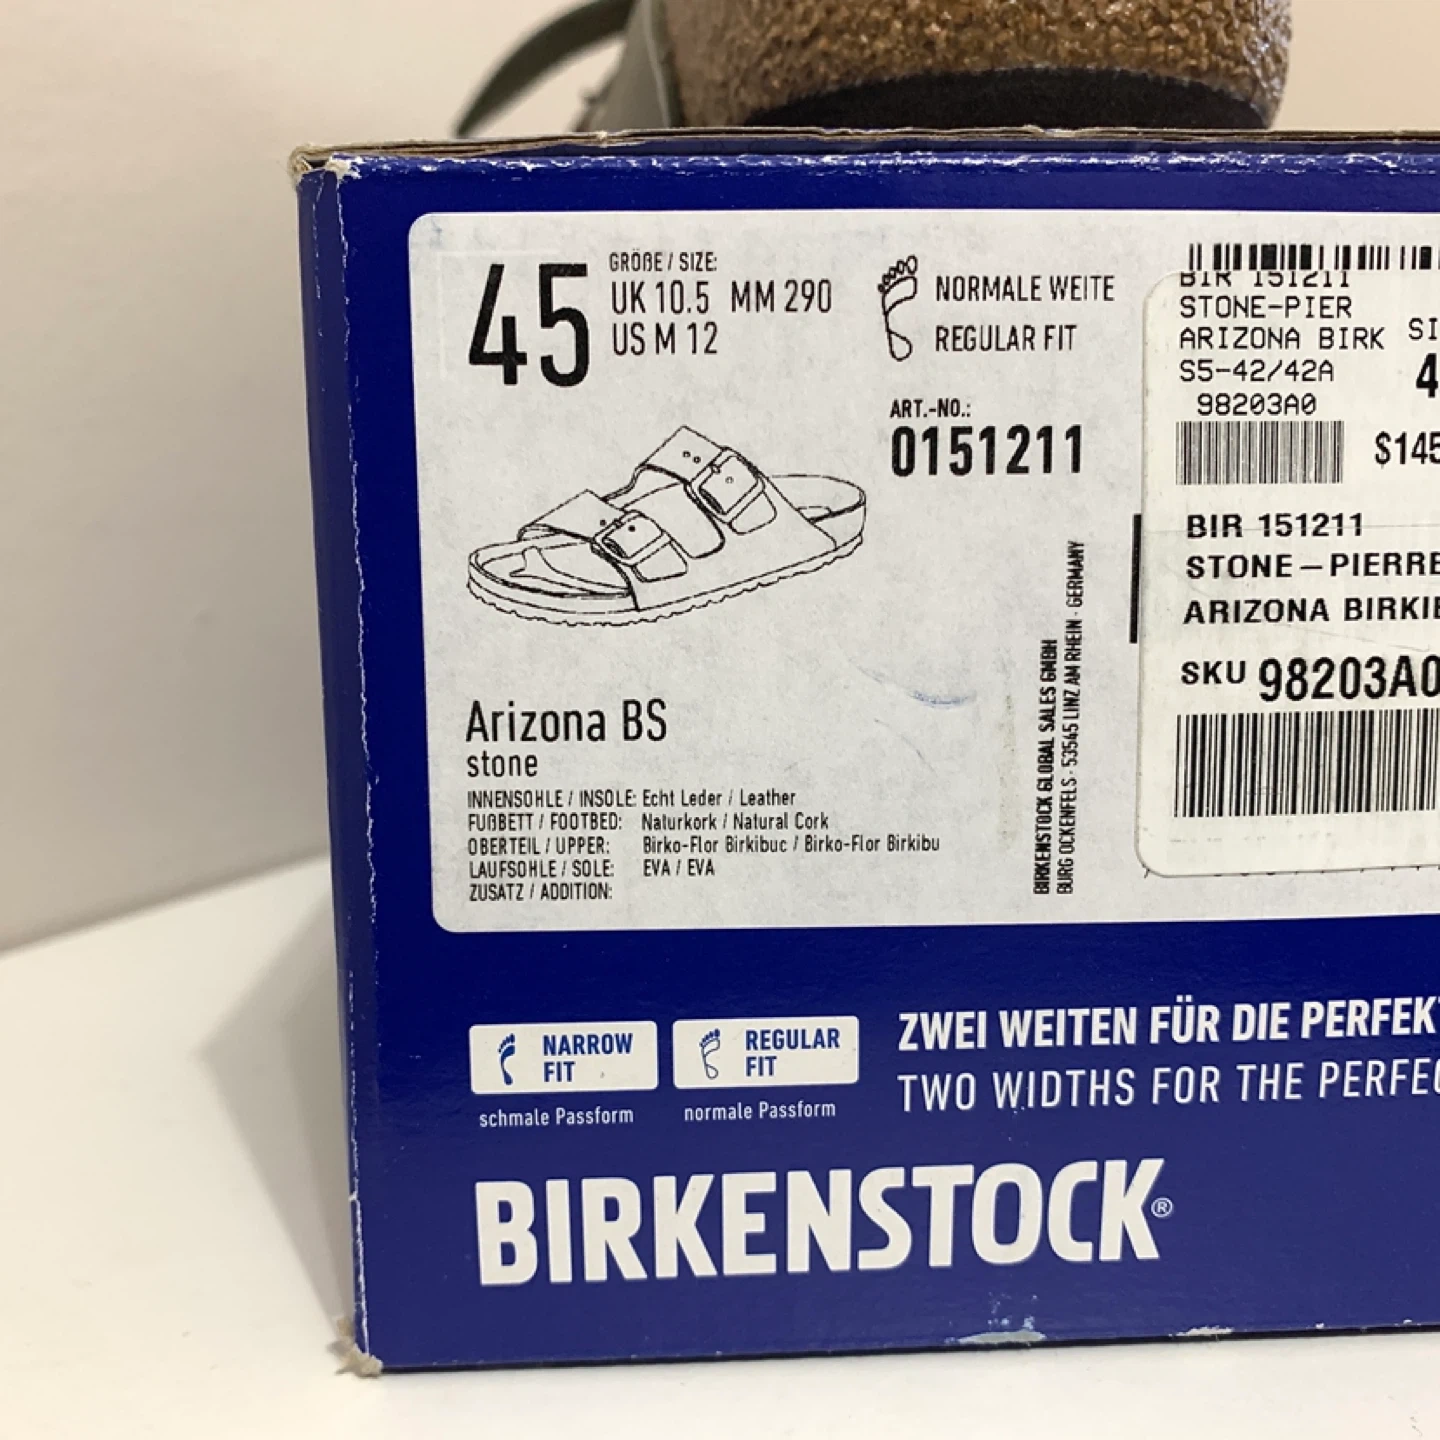 45
GRÖßE / SIZE:
UK 10.5 MM 290
US M 12
NORMALE WEITE
REGULAR FIT
ART.-NO.:
0151211
Arizona BS
stone
INNENSOHLE / INSOLE: Echt Leder / Leather
FUßBETT / FOOTBED: Naturkork / Natural Cork
OBERTEIL / UPPER: Birko-Flor Birkibuc / Birko-Flor Birkibu
LAUFSOHLE / SOLE: EVA / EVA
ZUSATZ / ADDITION:
BIRKENSTOCK GLOBAL SALES GMBH
BURG OCKENFELS · 53545 LINZ AM RHEIN · GERMANY
BIR 151211
STONE-PIER
ARIZONA BIRK SI
S5-42/42A 4
98203A0
$145
BIR 151211
STONE-PIERRE
ARIZONA BIRKIB
SKU 98203A0
NARROW
FIT
schmale Passform
REGULAR
FIT
normale Passform
ZWEI WEITEN FÜR DIE PERFEK
TWO WIDTHS FOR THE PERFEC
BIRKENSTOCK®